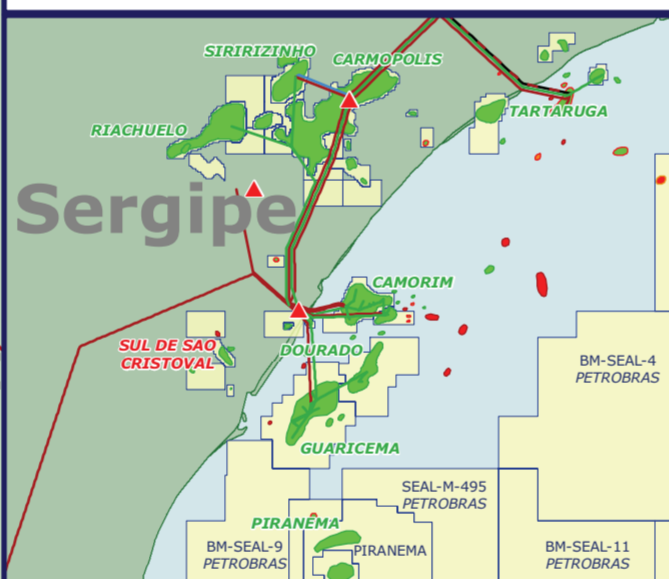 SIRIRIZINHO
CARMOPOLIS
TARTARUGA
RIACHUELO
Sergipe
CAMORIM
SUL DE SAO
CRISTOVAL
DOURADO
BM-SEAL-4
PETROBRAS
GUARICEMA
SEAL-M-495
PETROBRAS
PIRANEMA
PIRANEMA
BM-SEAL-9
PETROBRAS
BM-SEAL-11
PETROBRAS